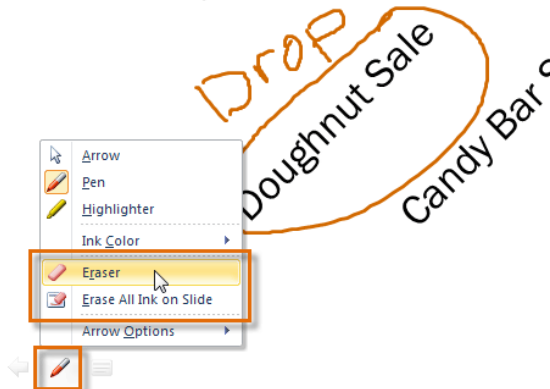 Drop
Doughnut Sale
Candy Bar S
Arrow
Pen
Highlighter
Ink Color
Eraser
Erase All Ink on Slide
Arrow Options